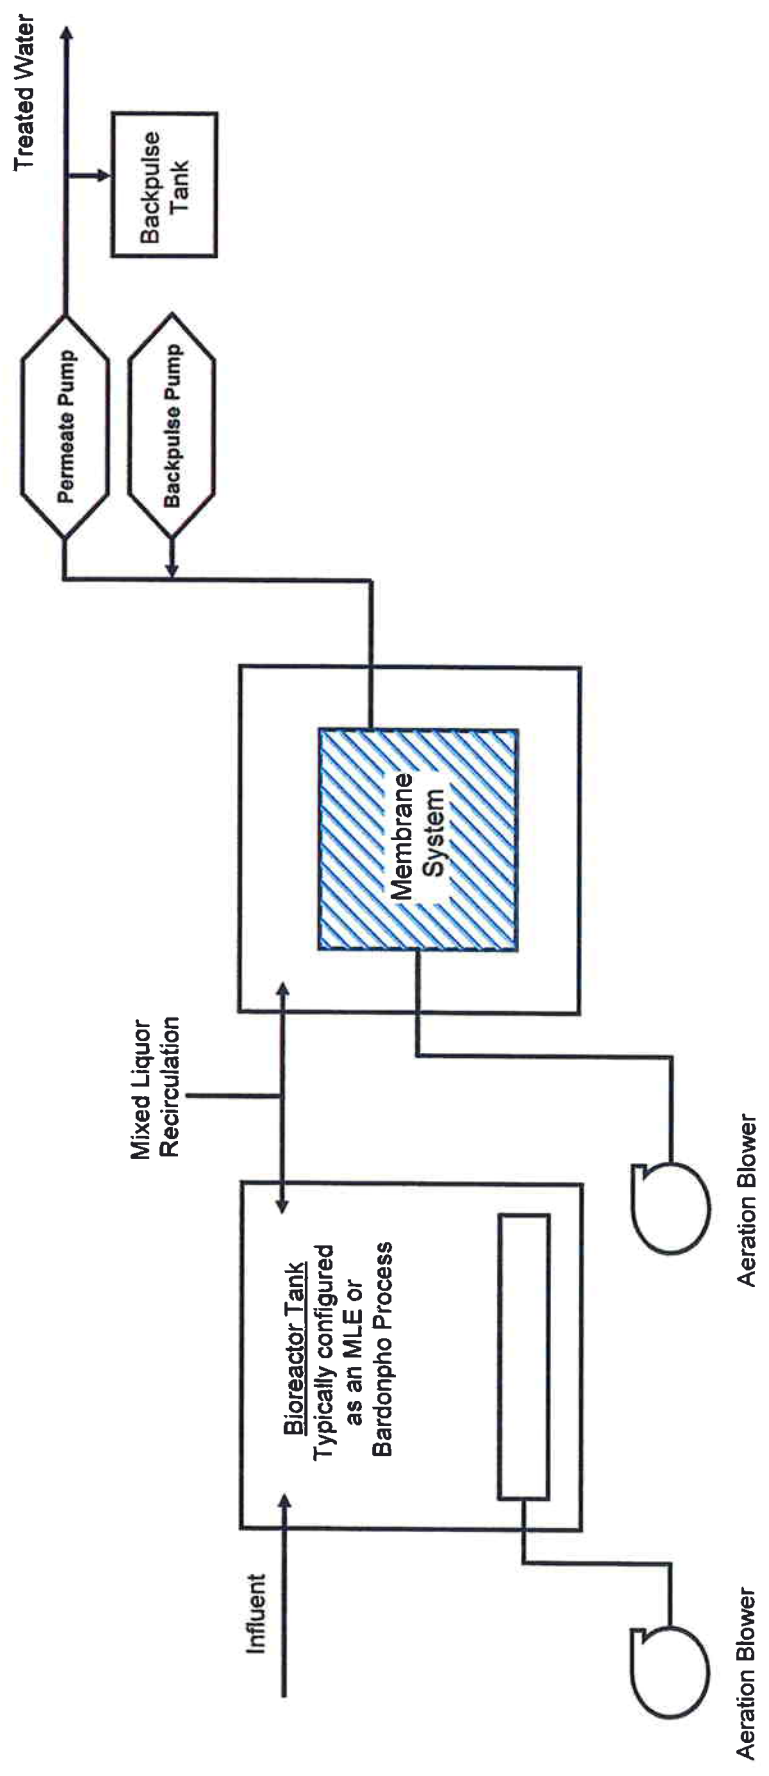 Treated Water
Backpulse
Tank
Permeate Pump
Backpulse Pump
Membrane
System
Mixed Liquor
Recirculation
Bioreactor Tank
Typically configured
as an MLE or
Bardonpho Process
Influent
Aeration Blower
Aeration Blower